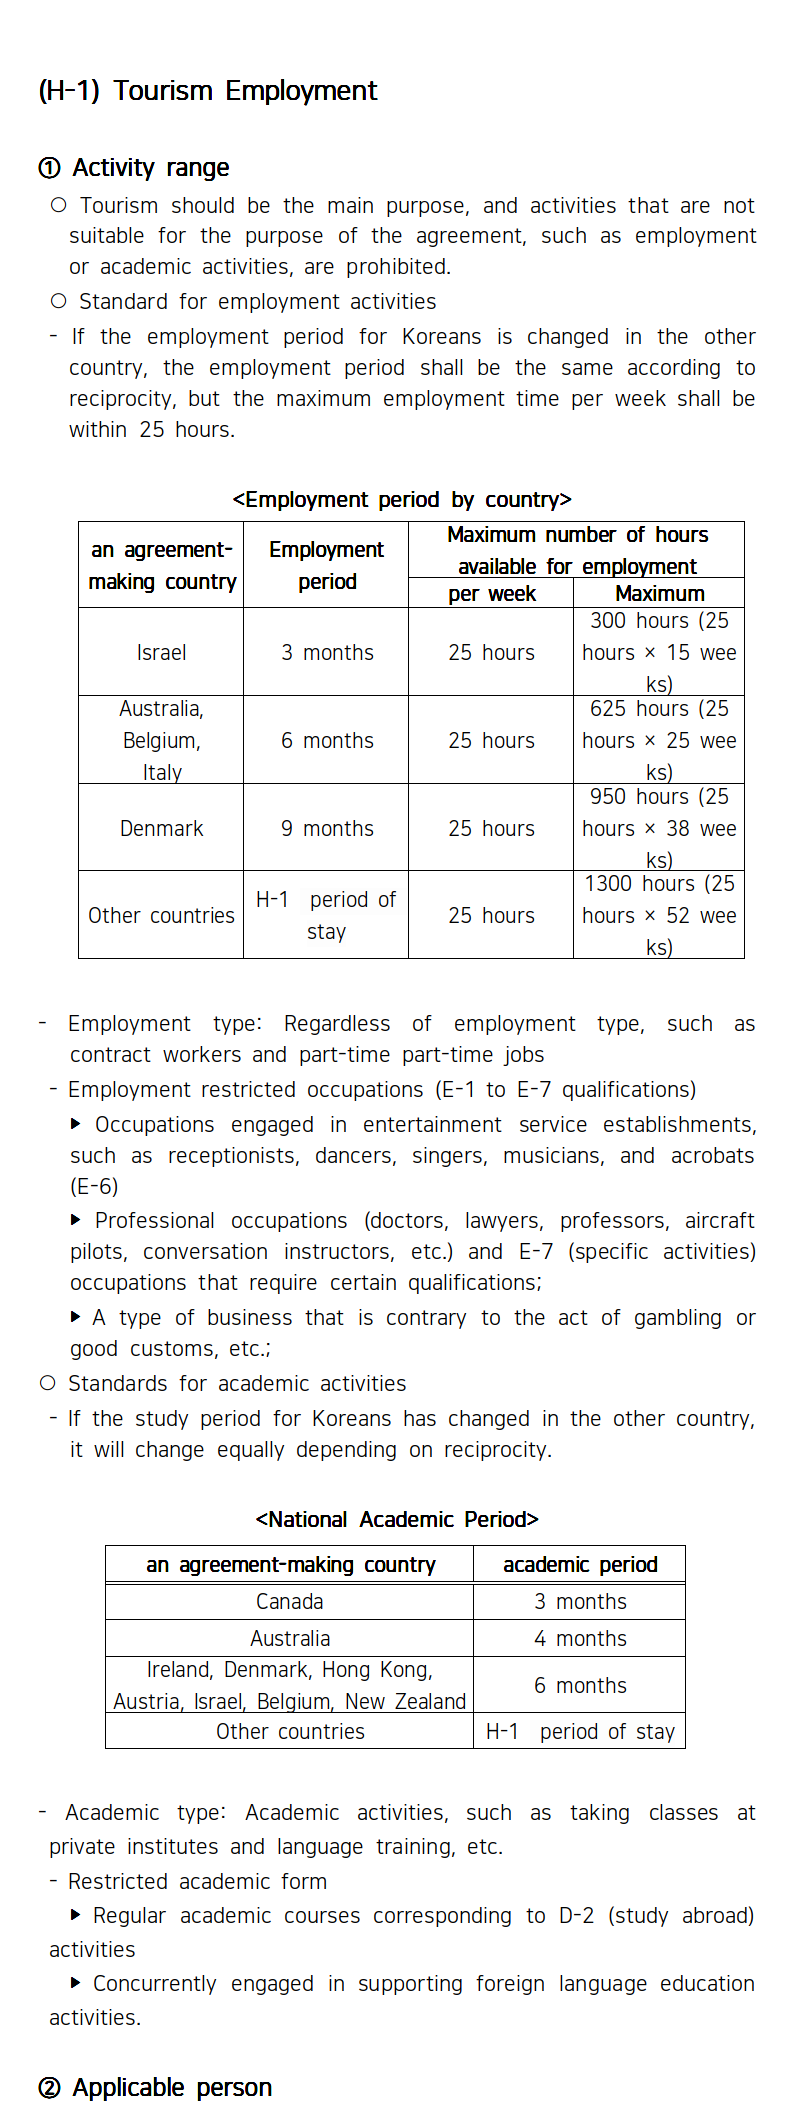 (H-1) Tourism Employment
① Activity range
○ Tourism should be the main purpose, and activities that are not
suitable for the purpose of the agreement, such as employment
or academic activities, are prohibited.
○ Standard for employment activities
- If the employment period for Koreans is changed in the other
country, the employment period shall be the same according to
reciprocity, but the maximum employment time per week shall be
within 25 hours.
<Employment period by country>
an agreement-
making country
Employment
period
Maximum number of hours
available for employment
per week
Maximum
Israel
3 months
25 hours
300 hours (25
hours × 15 wee
ks)
Australia,
Belgium,
Italy
6 months
25 hours
625 hours (25
hours × 25 wee
ks)
Denmark
9 months
25 hours
950 hours (25
hours × 38 wee
ks)
Other countries
H-1 period of
stay
25 hours
1300 hours (25
hours × 52 wee
ks)
- Employment type: Regardless of employment type, such as
contract workers and part-time part-time jobs
- Employment restricted occupations (E-1 to E-7 qualifications)
▶ Occupations engaged in entertainment service establishments,
such as receptionists, dancers, singers, musicians, and acrobats
(E-6)
▶ Professional occupations (doctors, lawyers, professors, aircraft
pilots, conversation instructors, etc.) and E-7 (specific activities)
occupations that require certain qualifications;
▶ A type of business that is contrary to the act of gambling or
good customs, etc.;
○ Standards for academic activities
- If the study period for Koreans has changed in the other country,
it will change equally depending on reciprocity.
<National Academic Period>
an agreement-making country
academic period
Canada
3 months
Australia
4 months
Ireland, Denmark, Hong Kong,
Austria, Israel, Belgium, New Zealand
6 months
Other countries
H-1 period of stay
- Academic type: Academic activities, such as taking classes at
private institutes and language training, etc.
- Restricted academic form
▶ Regular academic courses corresponding to D-2 (study abroad)
activities
▶ Concurrently engaged in supporting foreign language education
activities.
② Applicable person